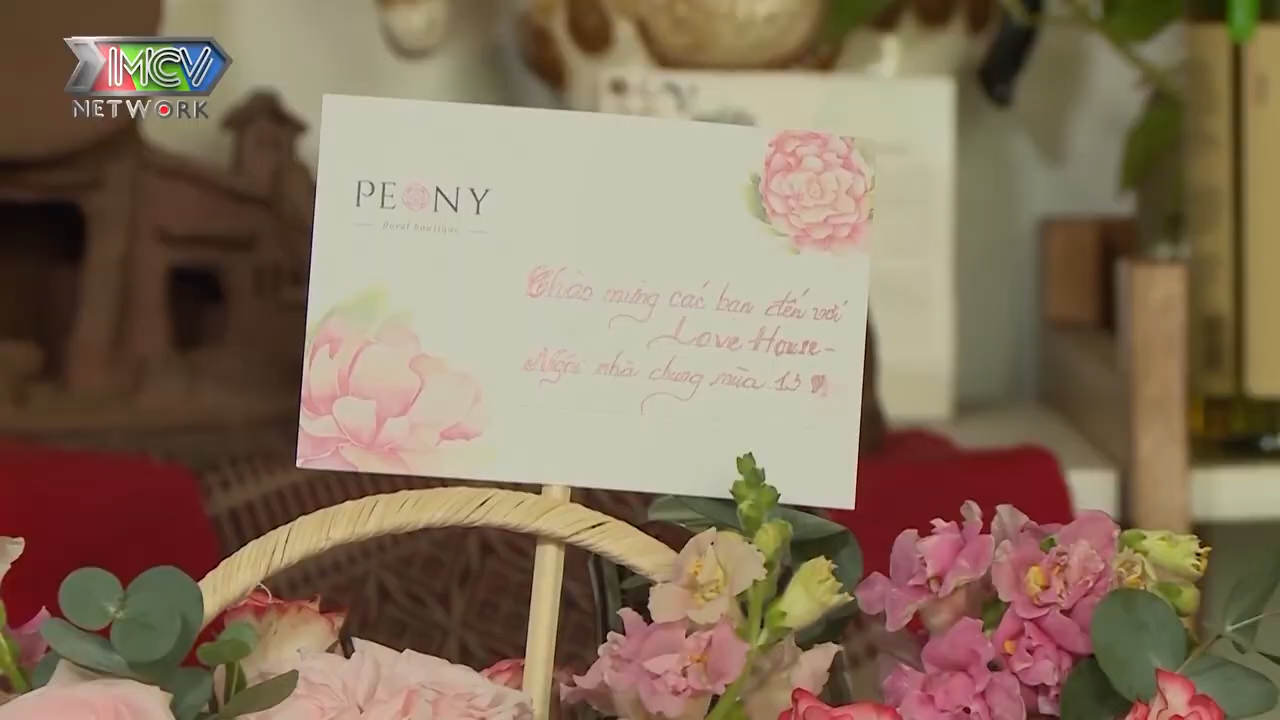 MCV
NETWORK
PEONY
floral boutique
Chào mừng các bạn đến với
Love House -
Ngôi nhà chung mùa 13